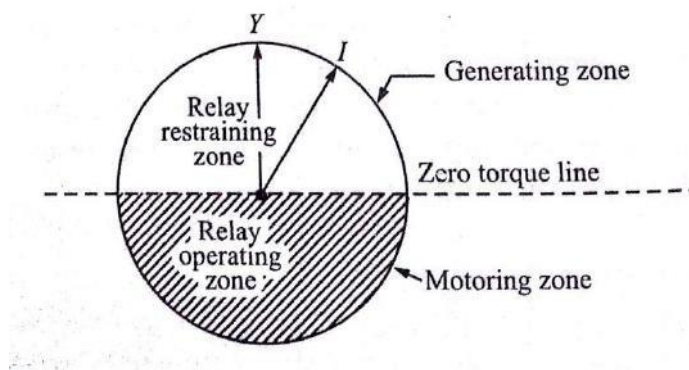 Y
I
Generating zone
Relay
restraining
zone
Zero torque line
Relay
operating
zone
Motoring zone